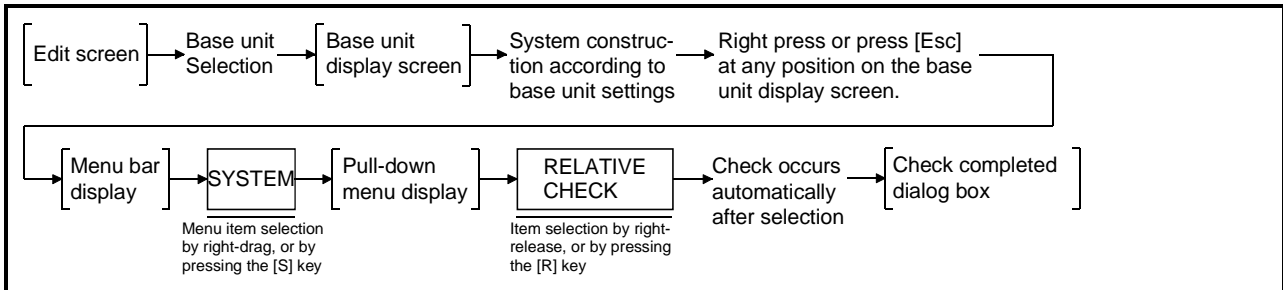 Edit screen
Base unit
Selection
Base unit
display screen
System construc-
tion according to
base unit settings
Right press or press [Esc]
at any position on the base
unit display screen.
Menu bar
display
SYSTEM
Pull-down
menu display
RELATIVE
CHECK
Check occurs
automatically
after selection
Check completed
dialog box
Menu item selection
by right-drag, or by
pressing the [S] key
Item selection by right-
release, or by pressing
the [R] key